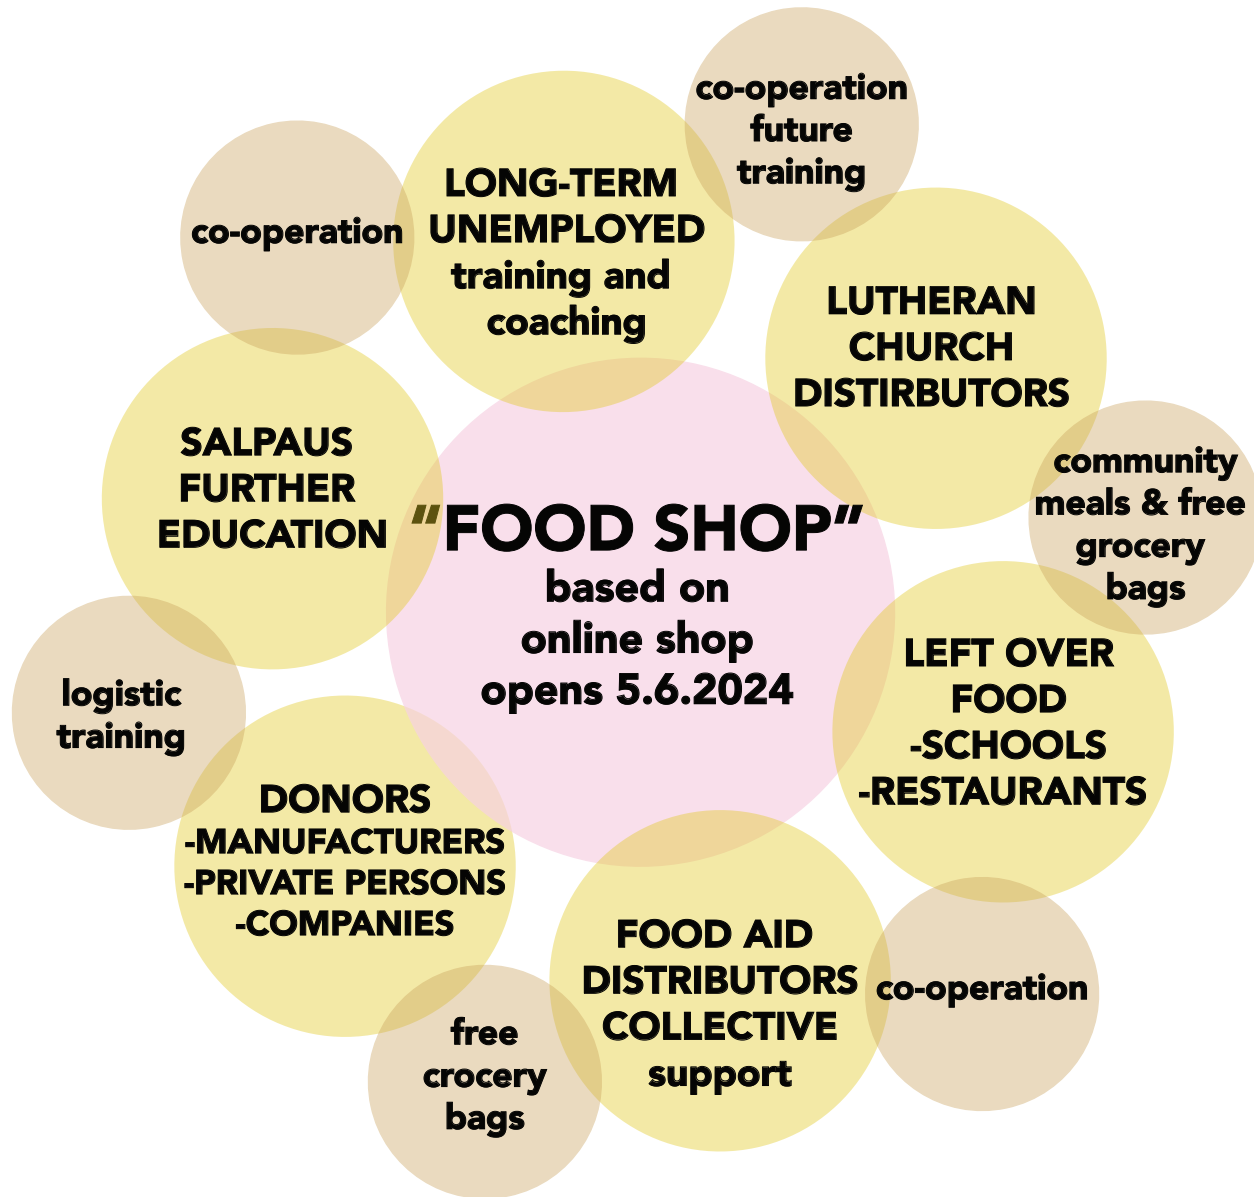 co-operation
future
training
LONG-TERM
UNEMPLOYED
training and
coaching
co-operation
LUTHERAN
CHURCH
DISTIRBUTORS
SALPAUS
FURTHER
EDUCATION
"FOOD SHOP"
based on
online shop
opens 5.6.2024
community
meals & free
grocery
bags
LEFT OVER
FOOD
-SCHOOLS
-RESTAURANTS
logistic
training
DONORS
-MANUFACTURERS
-PRIVATE PERSONS
-COMPANIES
FOOD AID
DISTRIBUTORS
COLLECTIVE
support
co-operation
free
crocery
bags